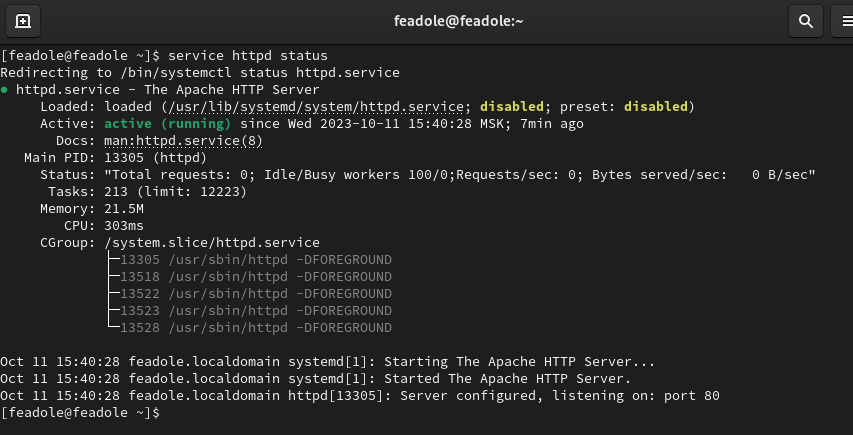 feadole@feadole:~
[feadole@feadole ~]$ service httpd status
Redirecting to /bin/systemctl status httpd.service
● httpd.service - The Apache HTTP Server
     Loaded: loaded (/usr/lib/systemd/system/httpd.service; disabled; preset: disabled)
     Active: active (running) since Wed 2023-10-11 15:40:28 MSK; 7min ago
       Docs: man:httpd.service(8)
   Main PID: 13305 (httpd)
     Status: "Total requests: 0; Idle/Busy workers 100/0;Requests/sec: 0; Bytes served/sec:   0 B/sec"
      Tasks: 213 (limit: 12223)
     Memory: 21.5M
        CPU: 303ms
     CGroup: /system.slice/httpd.service
             ├─13305 /usr/sbin/httpd -DFOREGROUND
             ├─13518 /usr/sbin/httpd -DFOREGROUND
             ├─13522 /usr/sbin/httpd -DFOREGROUND
             ├─13523 /usr/sbin/httpd -DFOREGROUND
             └─13528 /usr/sbin/httpd -DFOREGROUND
Oct 11 15:40:28 feadole.localdomain systemd[1]: Starting The Apache HTTP Server...
Oct 11 15:40:28 feadole.localdomain systemd[1]: Started The Apache HTTP Server.
Oct 11 15:40:28 feadole.localdomain httpd[13305]: Server configured, listening on: port 80
[feadole@feadole ~]$